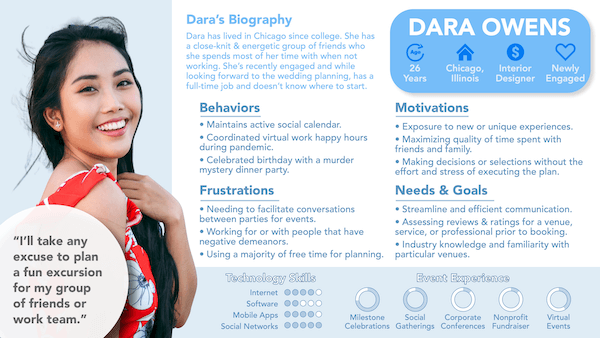 Dara's Biography
Dara has lived in Chicago since college. She has
a close-knit & energetic group of friends who
she spends most of her time with when not
working. She's recently engaged and while
looking forward to the wedding planning, has a
full-time job and doesn't know where to start.
DARA OWENS
Age
26
Years
Chicago,
Illinois
$
Interior
Designer
Newly
Engaged
Behaviors
• Maintains active social calendar.
• Coordinated virtual work happy hours
during pandemic.
• Celebrated birthday with a murder
mystery dinner party.
Motivations
• Exposure to new or unique experiences.
• Maximizing quality of time spent with
friends and family.
• Making decisions or selections without the
effort and stress of executing the plan.
Frustrations
• Needing to facilitate conversations
between parties for events.
• Working for or with people that have
negative demeanors.
• Using a majority of free time for planning.
Needs & Goals
• Streamline and efficient communication.
• Assessing reviews & ratings for a venue,
service, or professional prior to booking.
• Industry knowledge and familiarity with
particular venues.
"I'll take any
excuse to plan
a fun excursion
for my group
of friends or
work team."
Technology Skills
Internet
Software
Mobile Apps
Social Networks
Event Experience
Milestone
Celebrations
Social
Gatherings
Corporate
Conferences
Nonprofit
Fundraiser
Virtual
Events